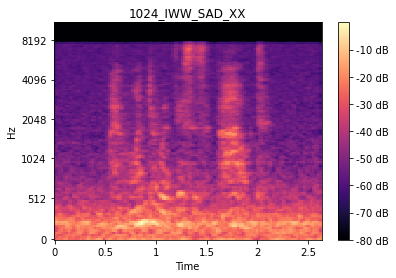 1024_IWW_SAD_XX
Hz
8192
4096
2048
1024
512
0
0
0.5
1
1.5
2
2.5
Time
-10 dB
-20 dB
-30 dB
-40 dB
-50 dB
-60 dB
-70 dB
-80 dB